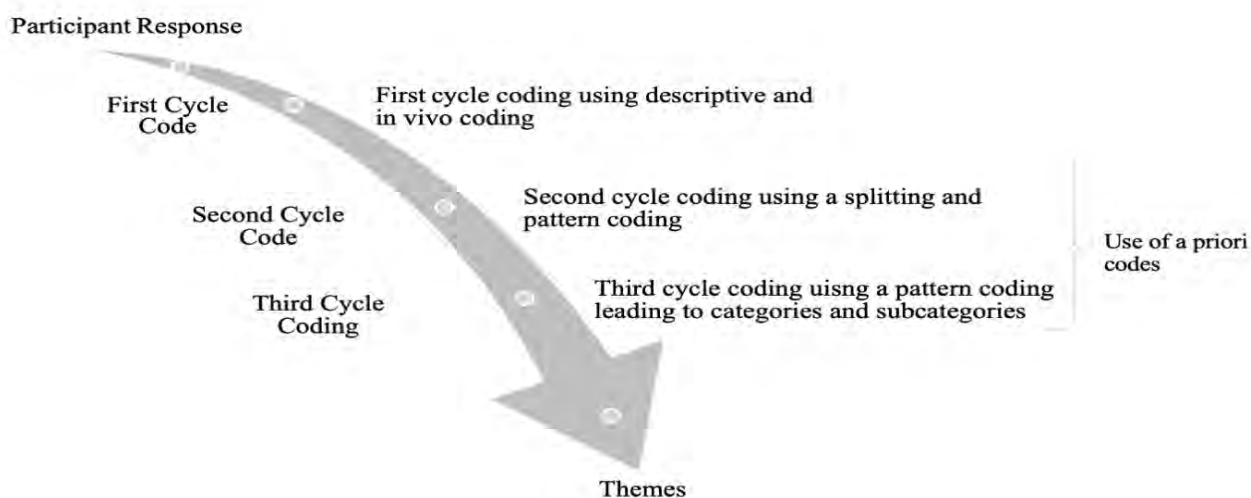 Participant Response
First Cycle
Code
First cycle coding using descriptive and
in vivo coding
Second Cycle
Code
Second cycle coding using a splitting and
pattern coding
Third Cycle
Coding
Third cycle coding uisng a pattern coding
leading to categories and subcategories
Use of a priori
codes
Themes